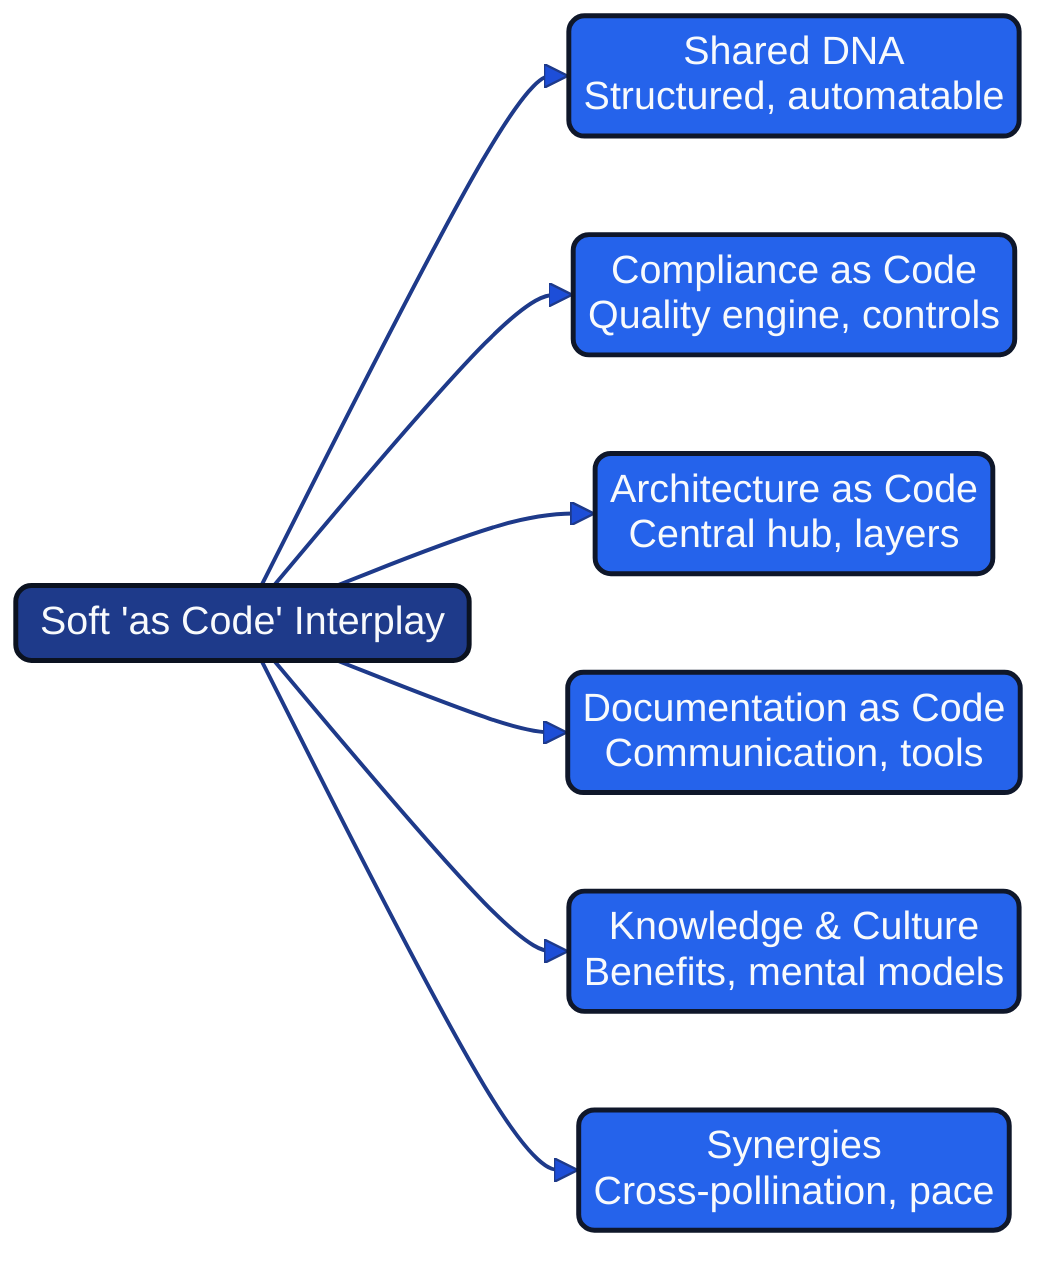 Shared DNA
Structured, automatable
Compliance as Code
Quality engine, controls
Architecture as Code
Central hub, layers
Soft 'as Code' Interplay
Documentation as Code
Communication, tools
Knowledge & Culture
Benefits, mental models
Synergies
Cross-pollination, pace